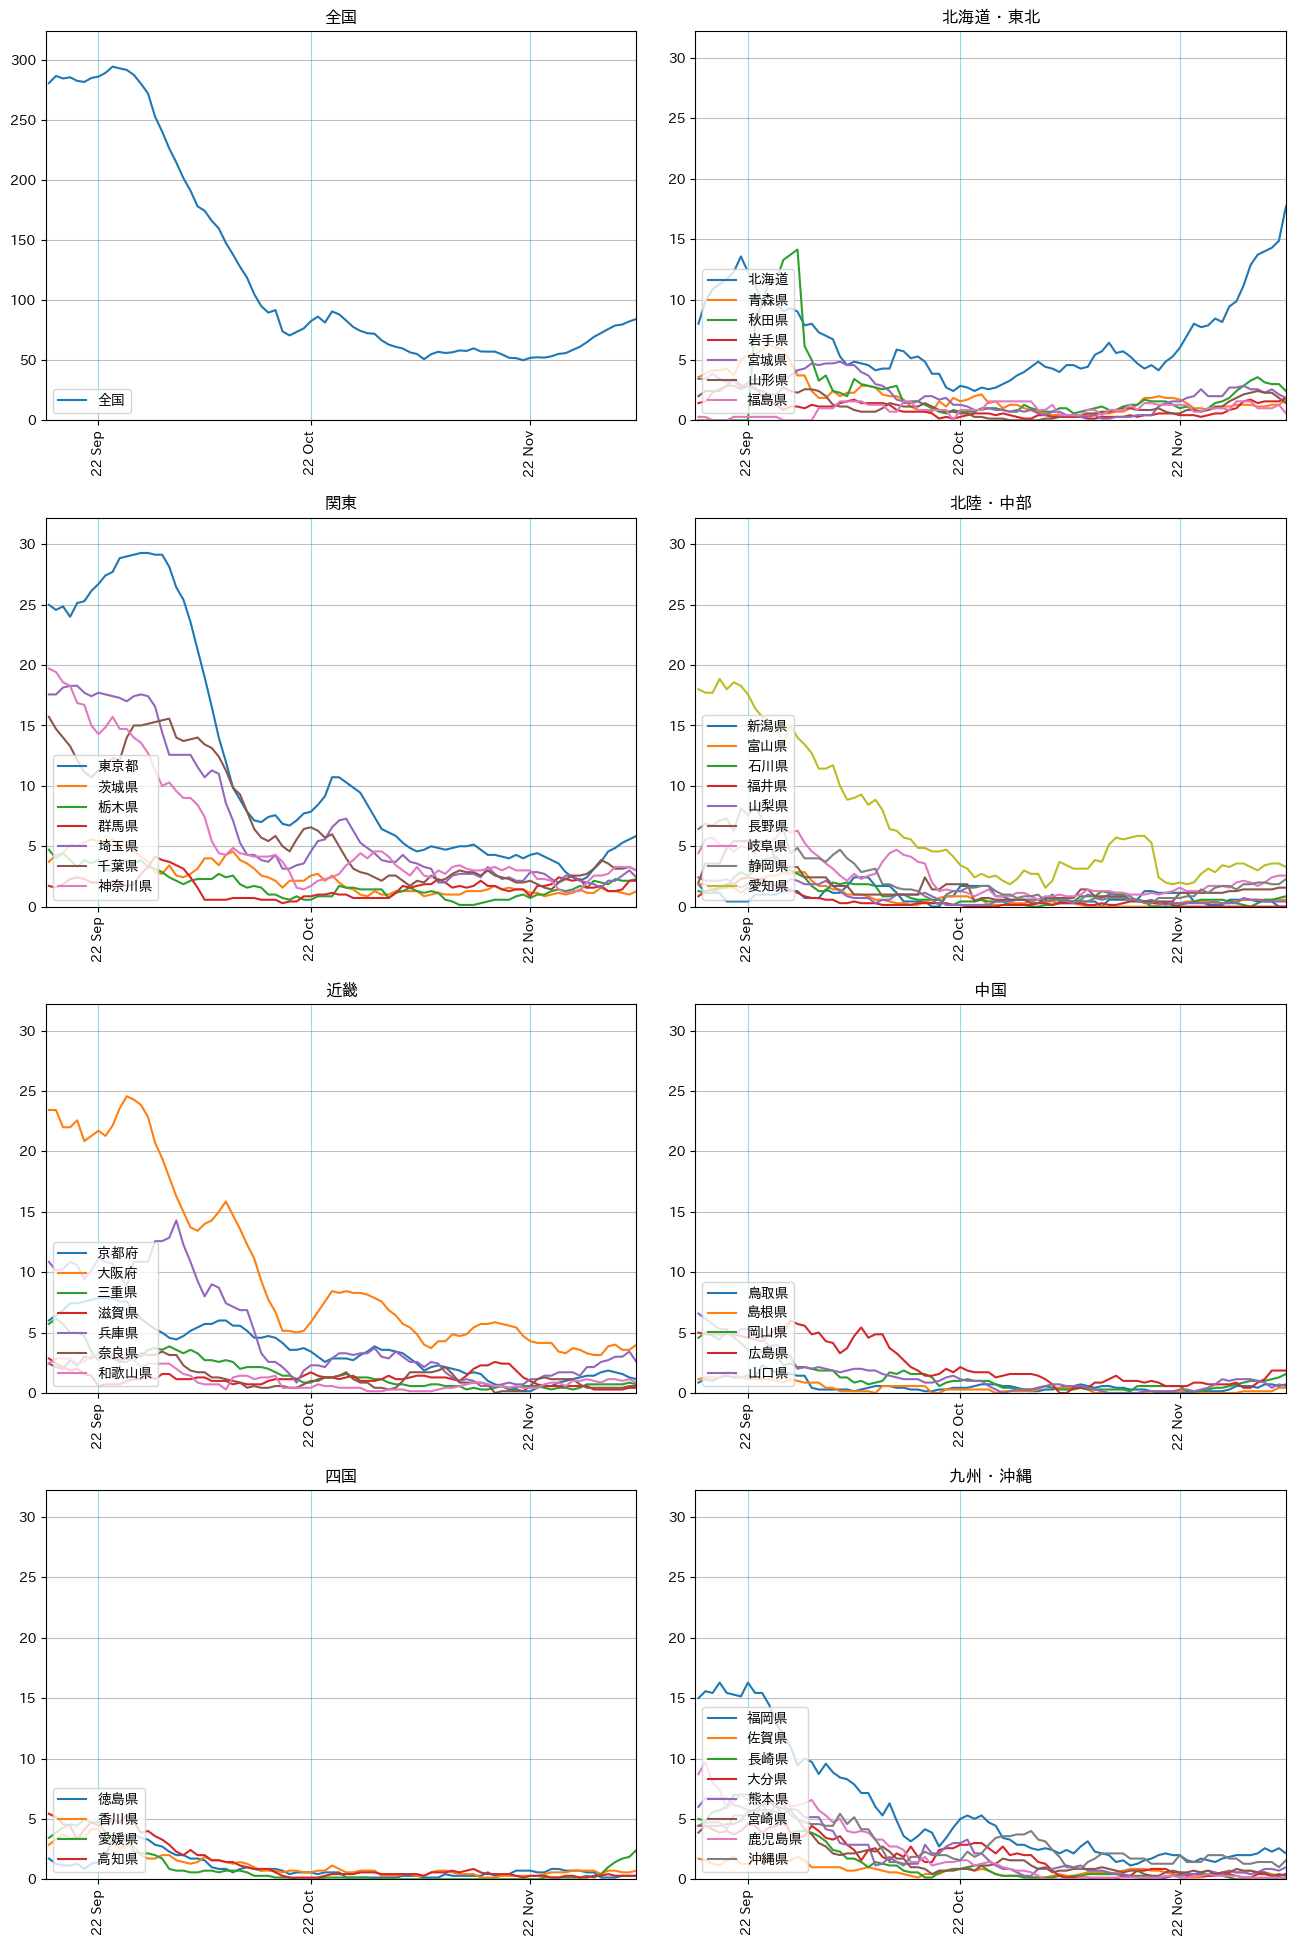 全国
300
250
200
150
100
50
0
全国
22 Sep
22 Oct
22 Nov
北海道・東北
30
25
20
15
10
5
0
北海道
青森県
秋田県
岩手県
宮城県
山形県
福島県
22 Sep
22 Oct
22 Nov
関東
30
25
20
15
10
5
0
東京都
茨城県
栃木県
群馬県
埼玉県
千葉県
神奈川県
22 Sep
22 Oct
22 Nov
北陸・中部
30
25
20
15
10
5
0
新潟県
富山県
石川県
福井県
山梨県
長野県
岐阜県
静岡県
愛知県
22 Sep
22 Oct
22 Nov
近畿
30
25
20
15
10
5
0
京都府
大阪府
三重県
滋賀県
兵庫県
奈良県
和歌山県
22 Sep
22 Oct
22 Nov
中国
30
25
20
15
10
5
0
鳥取県
島根県
岡山県
広島県
山口県
22 Sep
22 Oct
22 Nov
四国
30
25
20
15
10
5
0
徳島県
香川県
愛媛県
高知県
22 Sep
22 Oct
22 Nov
九州・沖縄
30
25
20
15
10
5
0
福岡県
佐賀県
長崎県
大分県
熊本県
宮崎県
鹿児島県
沖縄県
22 Sep
22 Oct
22 Nov